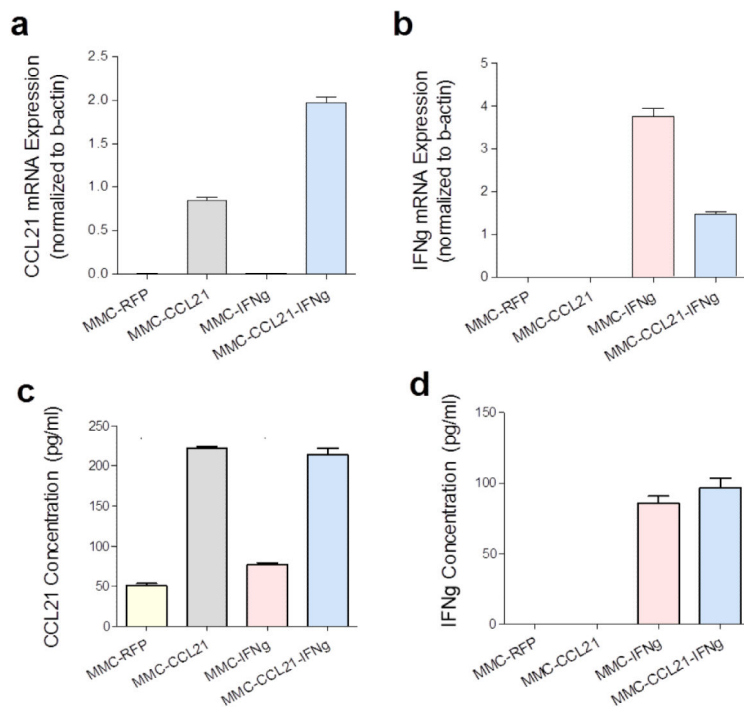 a
CCL21 mRNA Expression
(normalized to b-actin)
2.5
2.0
1.5
1.0
0.5
0.0
MMC-RFP
MMC-CCL21
MMC-IFNg
MMC-CCL21-IFNg
b
IFNg mRNA Expression
(normalized to b-actin)
5
4
3
2
1
0
MMC-RFP
MMC-CCL21
MMC-IFNg
MMC-CCL21-IFNg
c
CCL21 Concentration (pg/ml)
250
200
150
100
50
0
MMC-RFP
MMC-CCL21
MMC-IFNg
MMC-CCL21-IFNg
d
IFNg Concentration (pg/ml)
150
100
50
0
MMC-RFP
MMC-CCL21
MMC-IFNg
MMC-CCL21-IFNg